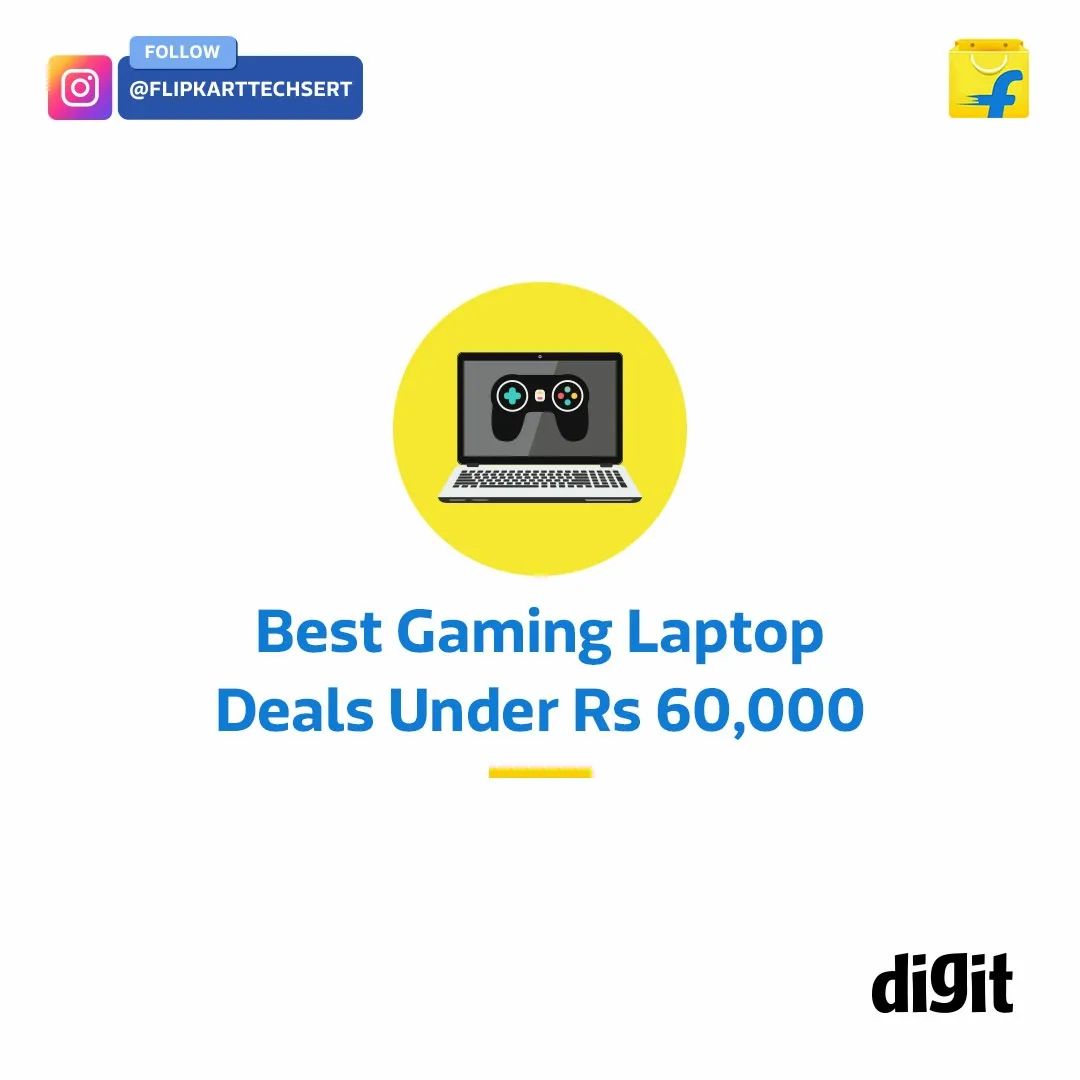 FOLLOW
@FLIPKARTTECHSERT
f
Best Gaming Laptop
Deals Under Rs 60,000
digit